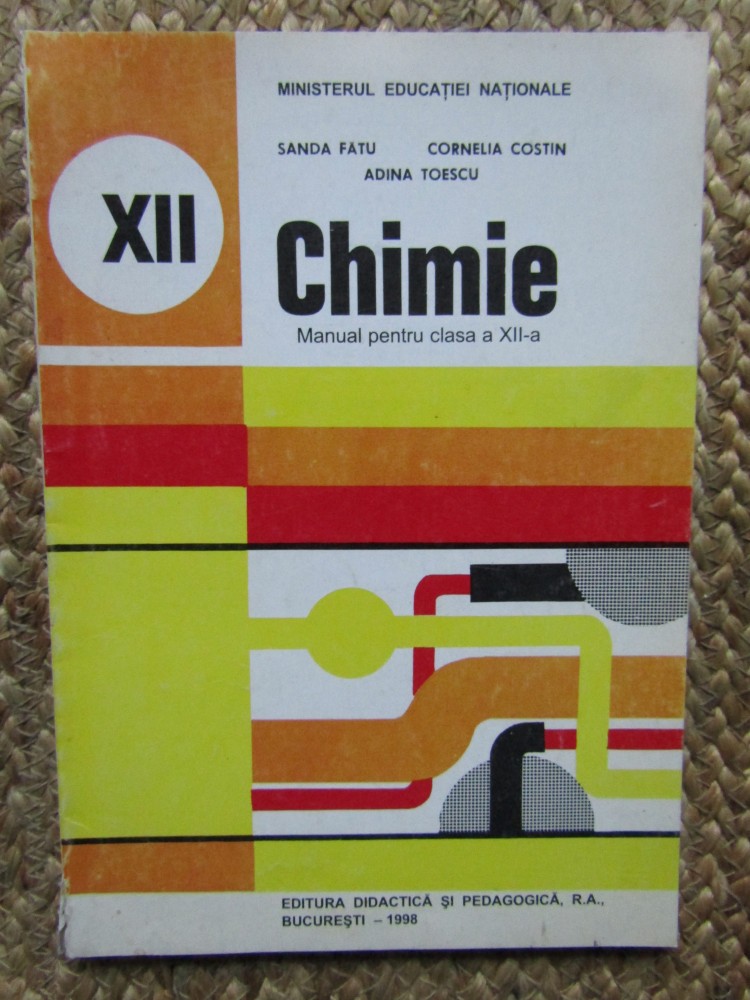 MINISTERUL EDUCAȚIEI NAȚIONALE
SANDA FĂTU CORNELIA COSTIN
ADINA TOESCU
XII
Chimie
Manual pentru clasa a XII-a
EDITURA DIDACTICĂ ȘI PEDAGOGICĂ, R.A.,
BUCUREȘTI – 1998